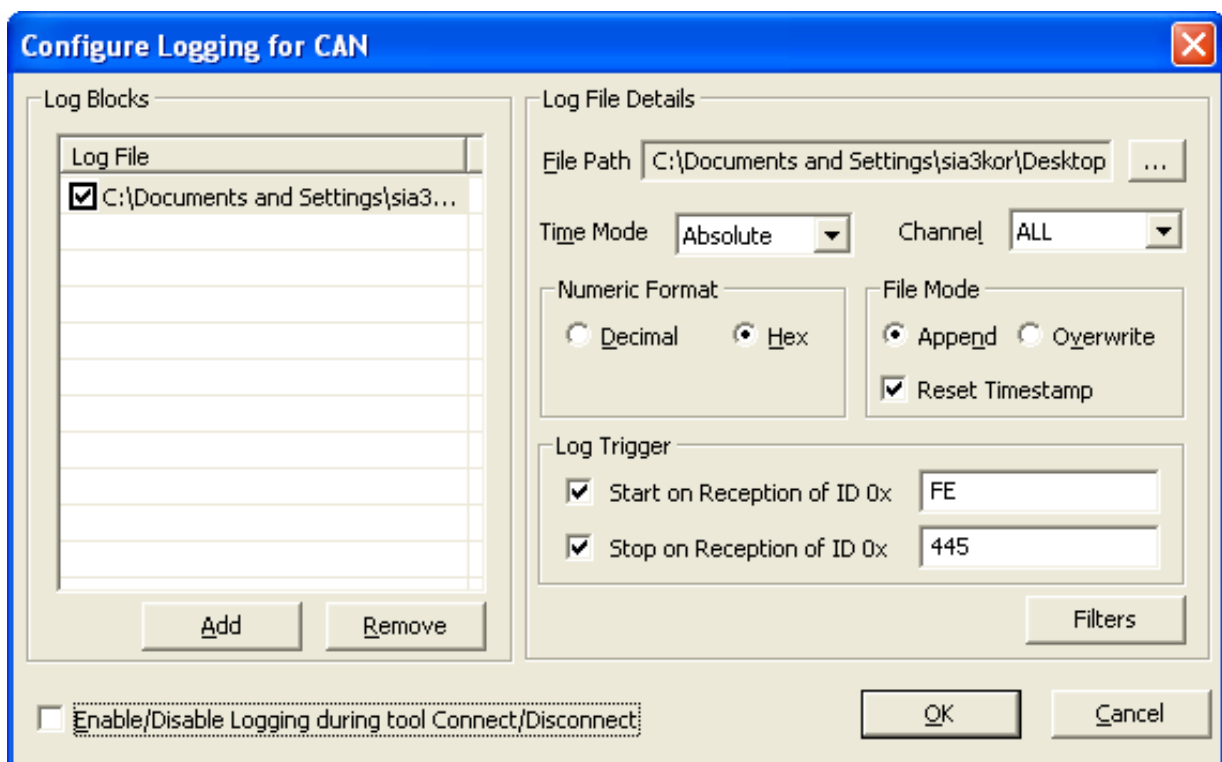 Configure Logging for CAN
Log Blocks
Log File
C:\Documents and Settings\sia3...
Add
Remove
Log File Details
File Path C:\Documents and Settings\sia3kor\Desktop ...
Time Mode Absolute Channel ALL
Numeric Format
Decimal Hex
File Mode
Append Overwrite
Reset Timestamp
Log Trigger
Start on Reception of ID 0x FE
Stop on Reception of ID 0x 445
Filters
Enable/Disable Logging during tool Connect/Disconnect
OK
Cancel